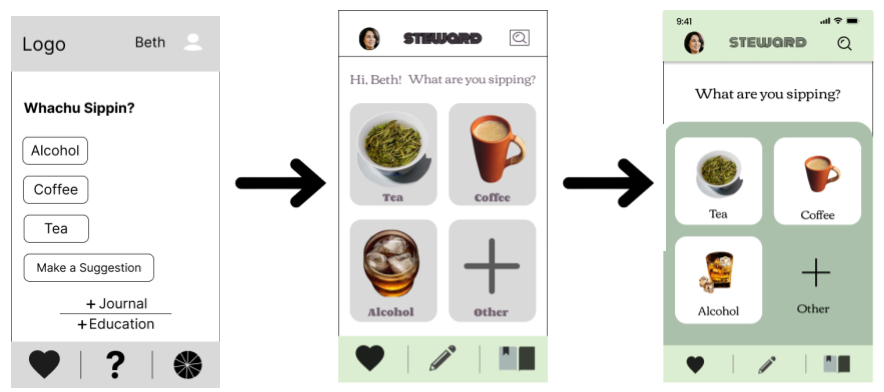 Logo
Beth
Whachu Sippin?
Alcohol
Coffee
Tea
Make a Suggestion
+ Journal
+Education
?
STEWARD
Hi, Beth! What are you sipping?
Tea
Coffee
Alcohol
Other
9:41
STEWARD
What are you sipping?
Tea
Coffee
Alcohol
Other